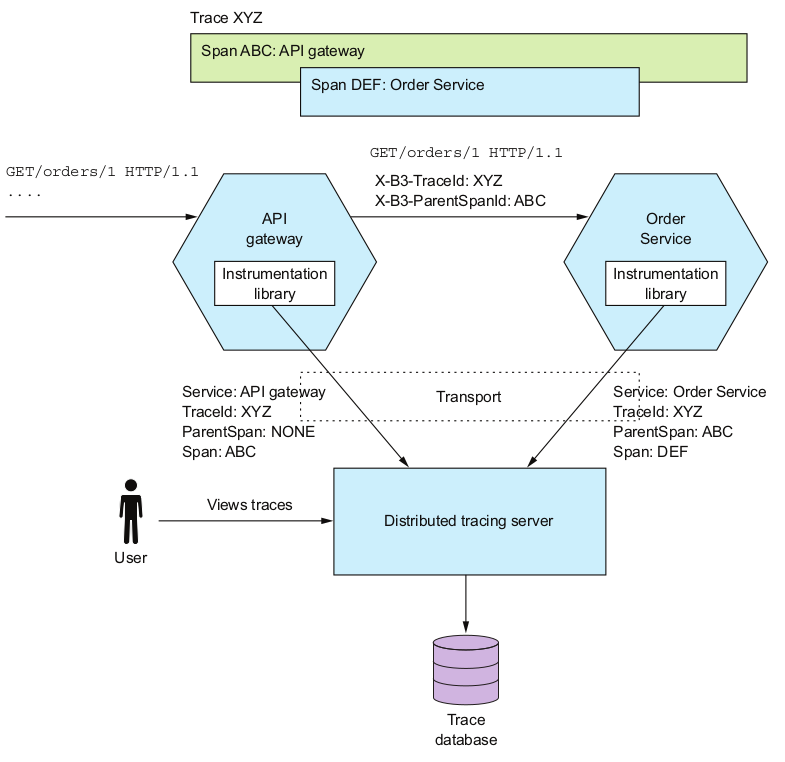 Trace XYZ
Span ABC: API gateway
Span DEF: Order Service
GET/orders/1 HTTP/1.1
....
GET/orders/1 HTTP/1.1
X-B3-TraceId: XYZ
X-B3-ParentSpanId: ABC
API
gateway
Instrumentation
library
Order
Service
Instrumentation
library
Service: API gateway
TraceId: XYZ
ParentSpan: NONE
Span: ABC
Transport
Service: Order Service
TraceId: XYZ
ParentSpan: ABC
Span: DEF
Views traces
User
Distributed tracing server
Trace
database